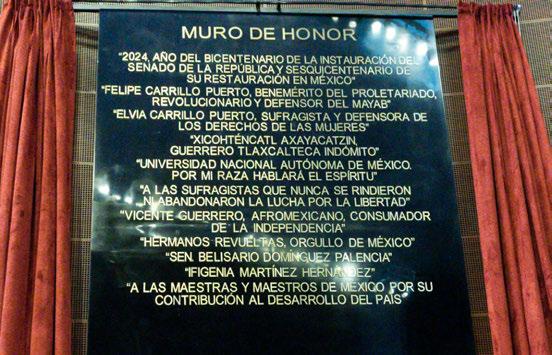 MURO DE HONOR
"2024, AÑO DEL BICENTENARIO DE LA INSTAURACIÓN DEL
SENADO DE LA REPÚBLICA Y SESQUICENTENARIO DE
SU RESTAURACIÓN EN MÉXICO"
"FELIPE CARRILLO PUERTO, BENEMÉRITO DEL PROLETARIADO,
REVOLUCIONARIO Y DEFENSOR DEL MAYAB"
"ELVIA CARRILLO PUERTO, SUFRAGISTA Y DEFENSORA DE
LOS DERECHOS DE LAS MUJERES"
"XICOHTÉNCATL AXAYACATZIN,
GUERRERO TLAXCALTECA INDÓMITO"
"UNIVERSIDAD NACIONAL AUTÓNOMA DE MÉXICO.
POR MI RAZA HABLARÁ EL ESPÍRITU"
"A LAS SUFRAGISTAS QUE NUNCA SE RINDIERON
NI ABANDONARON LA LUCHA POR LA LIBERTAD"
"VICENTE GUERRERO, AFROMEXICANO, CONSUMADOR
DE LA INDEPENDENCIA"
"HERMANOS REVUELTAS, ORGULLO DE MÉXICO"
"SEN. BELISARIO DOMÍNGUEZ PALENCIA"
"IFIGENIA MARTÍNEZ HERNÁNDEZ"
"A LAS MAESTRAS Y MAESTROS DE MÉXICO POR SU
CONTRIBUCIÓN AL DESARROLLO DEL PAÍS"